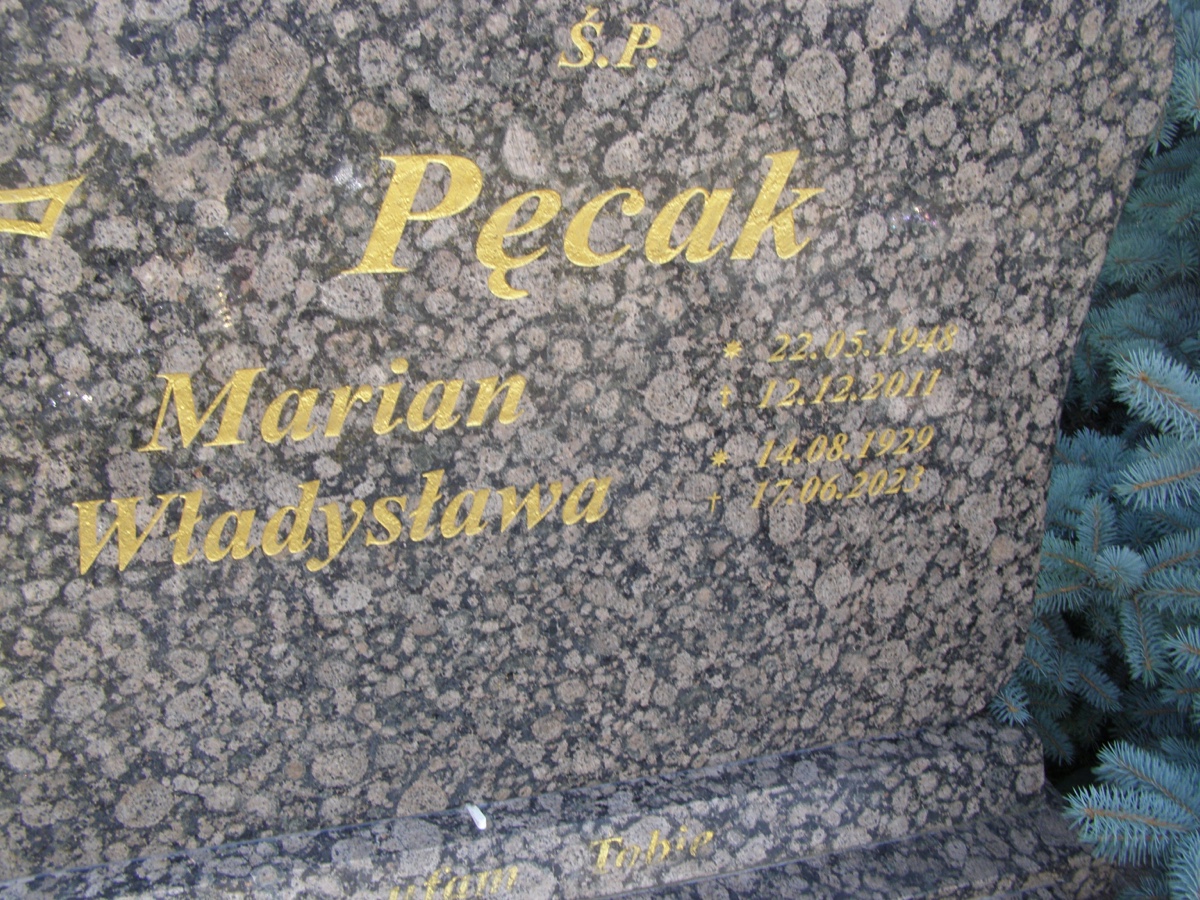 Ś.P.
Pęcak
Marian
* 22.05.1948
† 12.12.2011
Władysława
* 14.08.1929
† 17.06.2023
ufam Tobie